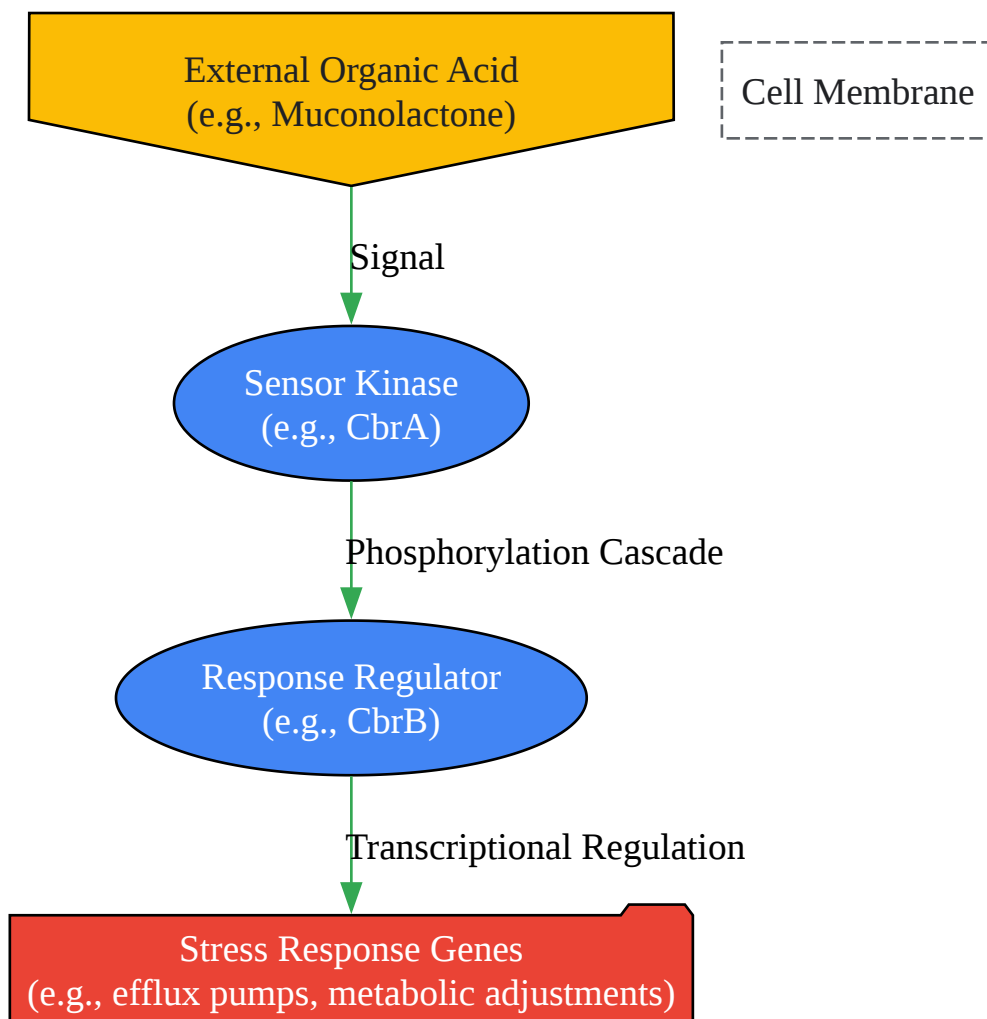 External Organic Acid
(e.g., Muconolactone)
Cell Membrane
Signal
Sensor Kinase
(e.g., CbrA)
Phosphorylation Cascade
Response Regulator
(e.g., CbrB)
Transcriptional Regulation
Stress Response Genes
(e.g., efflux pumps, metabolic adjustments)